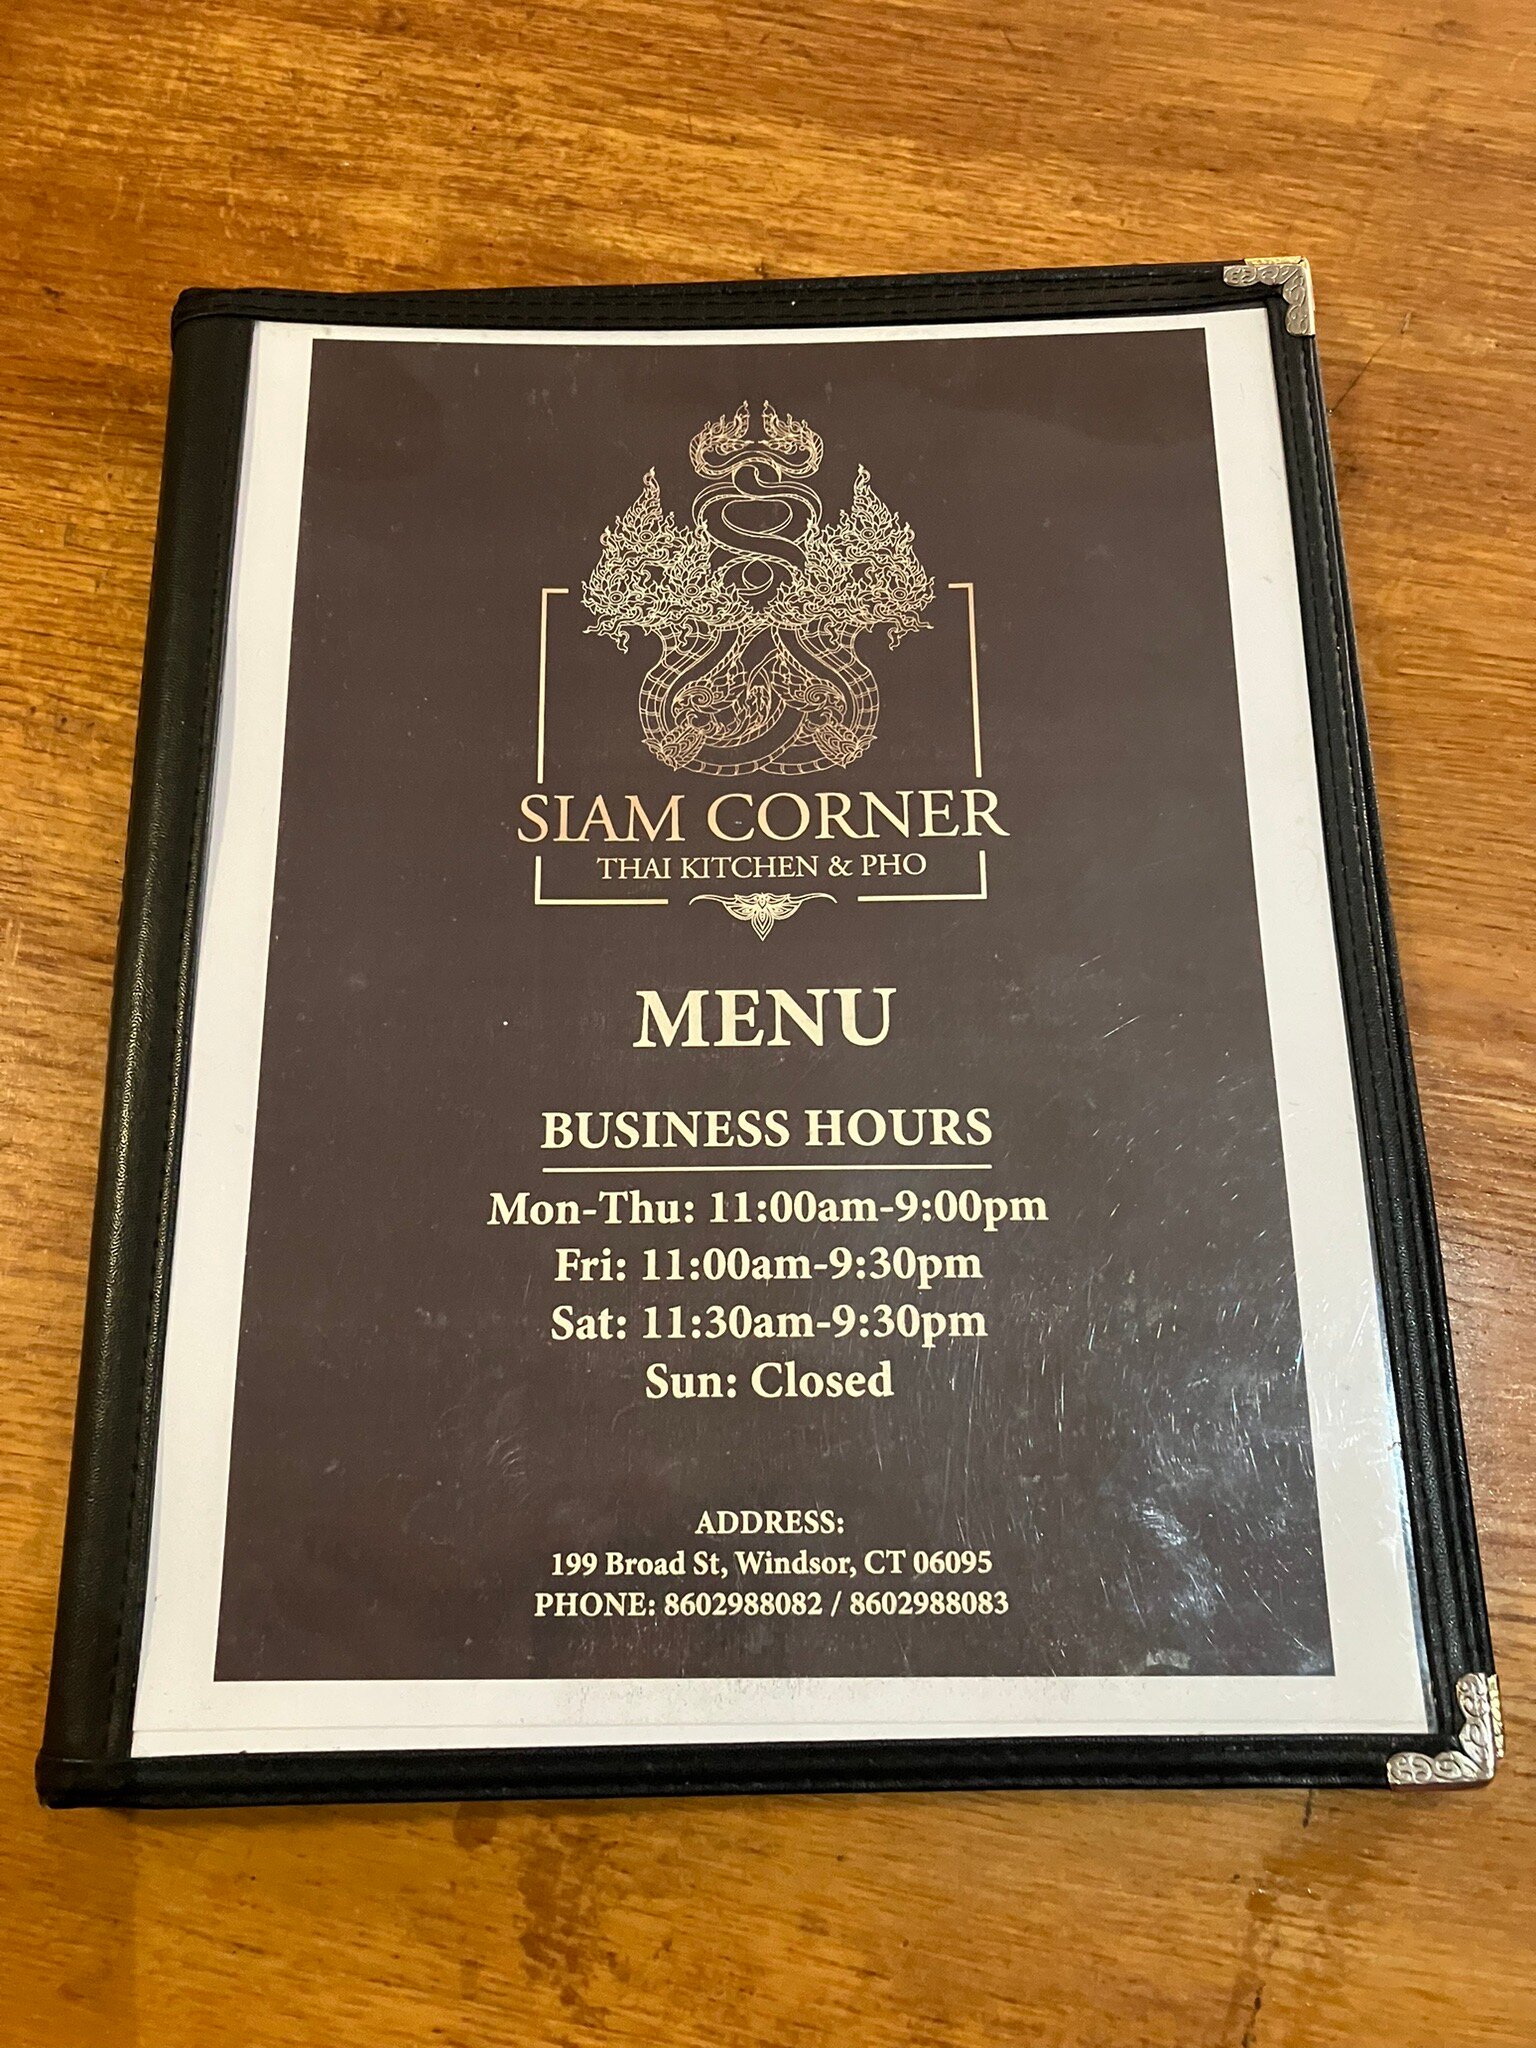 SIAM CORNER
THAI KITCHEN & PHO
MENU
BUSINESS HOURS
Mon-Thu: 11:00am-9:00pm
Fri: 11:00am-9:30pm
Sat: 11:30am-9:30pm
Sun: Closed
ADDRESS:
199 Broad St, Windsor, CT 06095
PHONE: 8602988082 / 8602988083